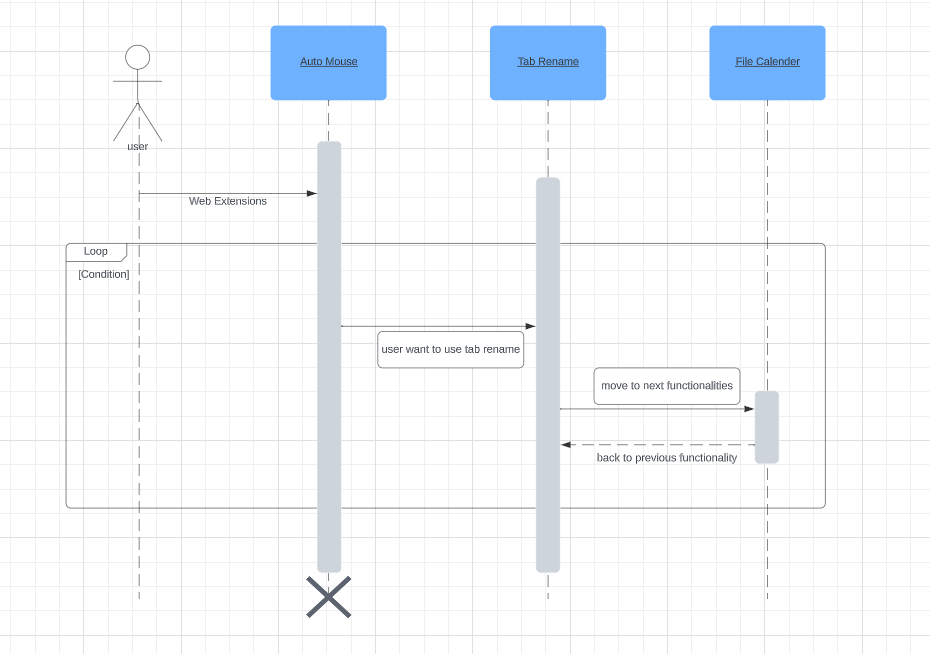 Auto Mouse
Tab Rename
File Calender
user
Web Extensions
Loop
[Condition]
user want to use tab rename
move to next functionalities
back to previous functionality